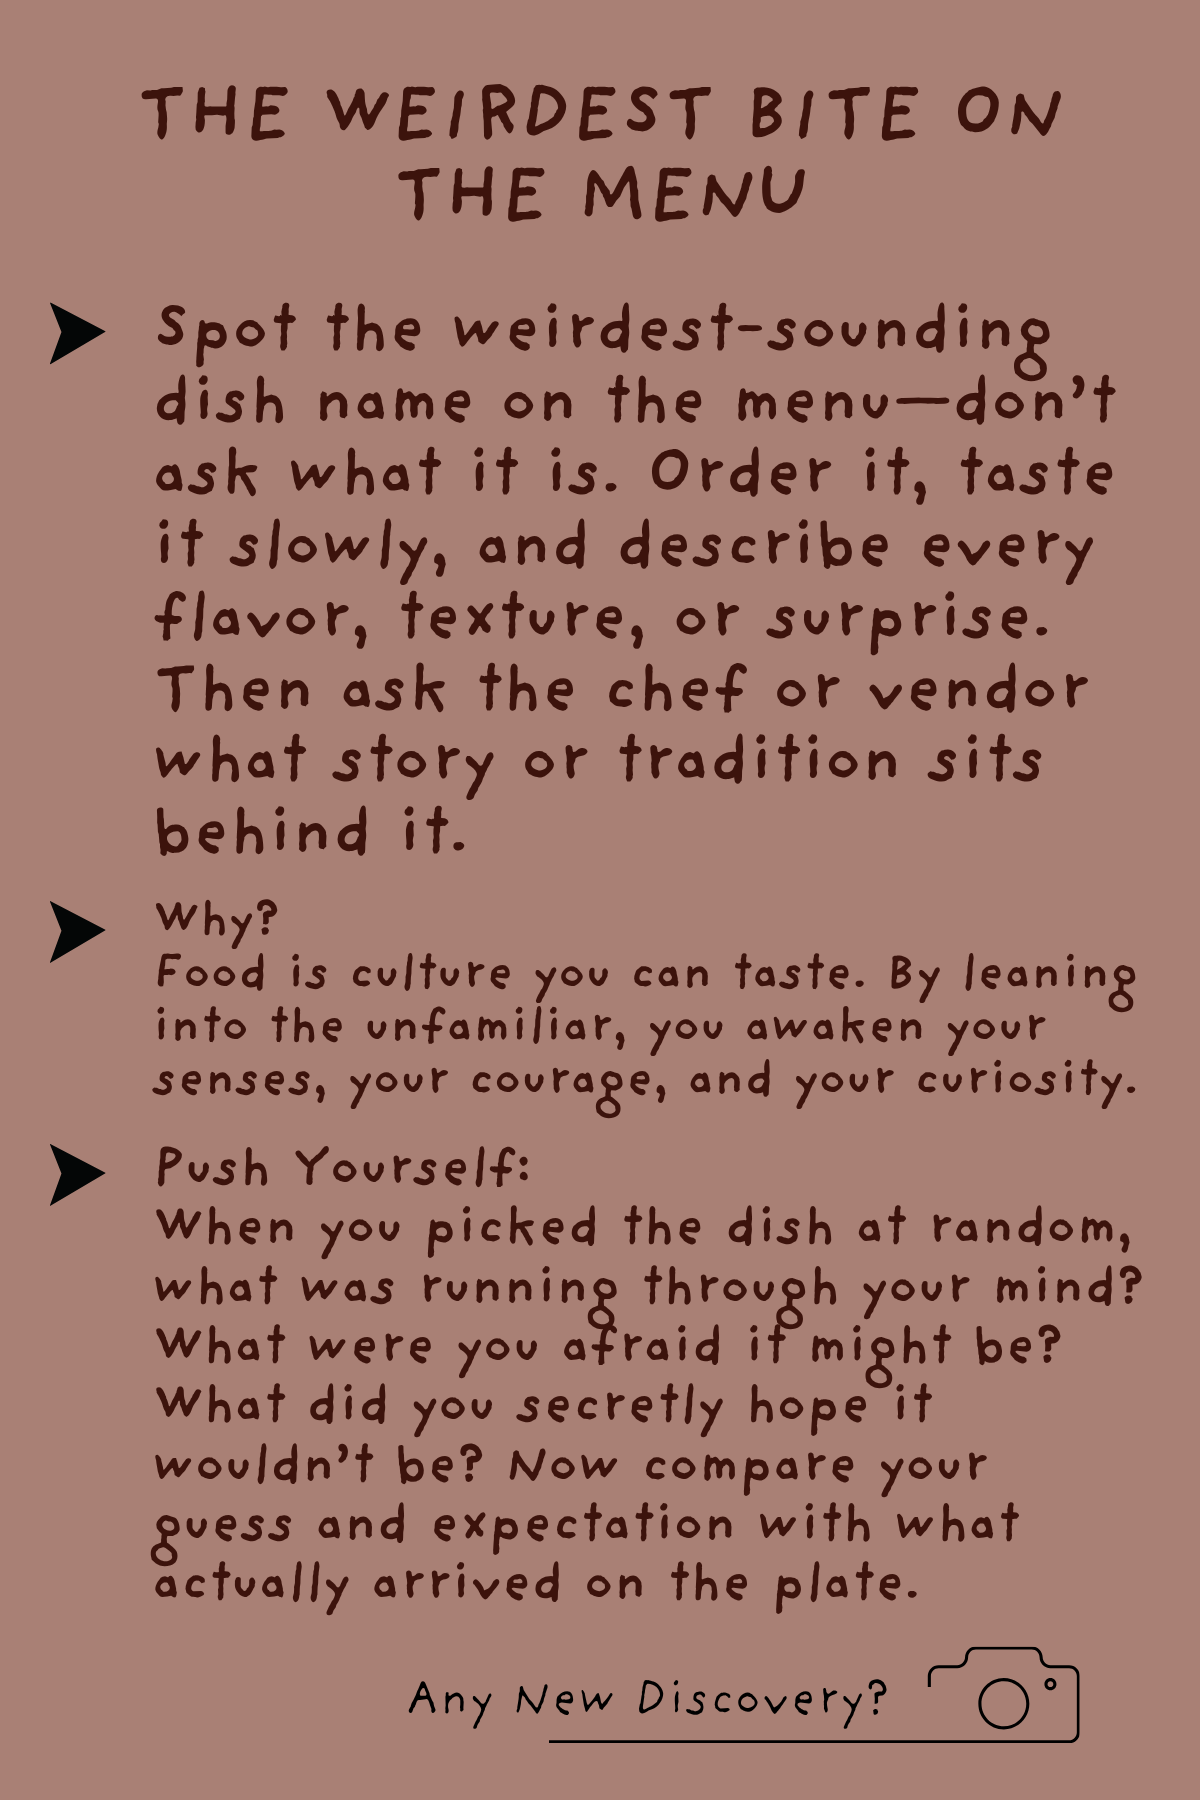 THE WEIRDEST BITE ON
THE MENU
Spot the weirdest-sounding
dish name on the menu—don't
ask what it is. Order it, taste
it slowly, and describe every
flavor, texture, or surprise.
Then ask the chef or vendor
what story or tradition sits
behind it.
Why?
Food is culture you can taste. By leaning
into the unfamiliar, you awaken your
senses, your courage, and your curiosity.
Push Yourself:
When you picked the dish at random,
what was running through your mind?
What were you afraid it might be?
What did you secretly hope it
wouldn't be? Now compare your
guess and expectation with what
actually arrived on the plate.
Any New Discovery?